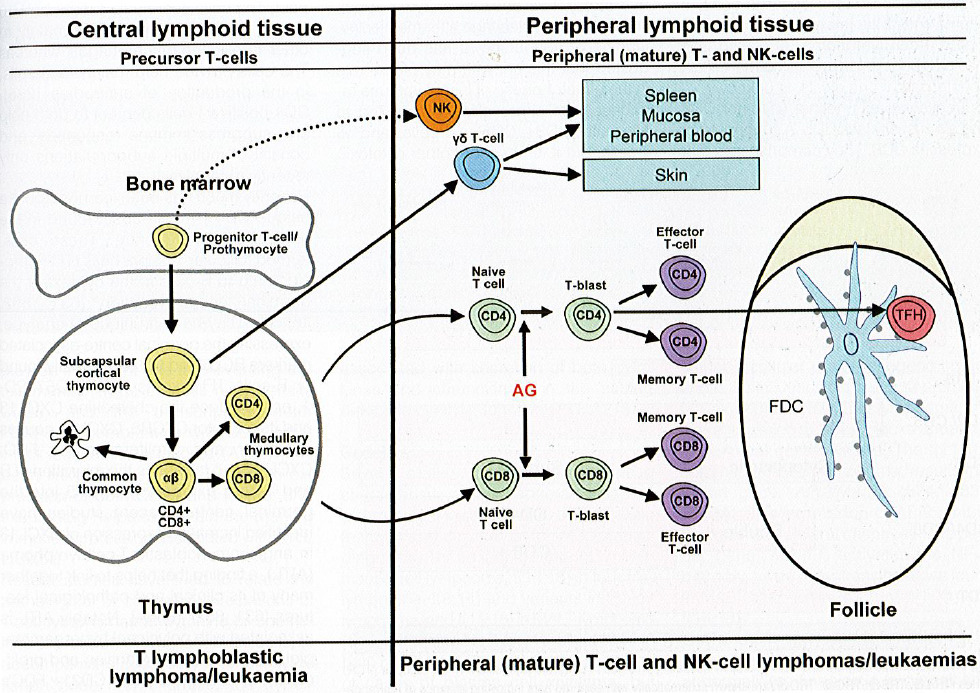 Central lymphoid tissue
Peripheral lymphoid tissue
Precursor T-cells
Peripheral (mature) T- and NK-cells
NK
γδ T-cell
Spleen
Mucosa
Peripheral blood
Skin
Bone marrow
Progenitor T-cell/
Prothymocyte
Subcapsular
cortical
thymocyte
CD4
Medullary
thymocytes
Common
thymocyte
αβ
CD8
CD4+
CD8+
Thymus
Naive
T cell
CD4
T-blast
CD4
Effector
T-cell
CD4
CD4
Memory T-cell
AG
Memory T-cell
CD8
CD8
Naive
T cell
CD8
T-blast
CD8
Effector
T-cell
TFH
FDC
Follicle
T lymphoblastic
lymphoma/leukaemia
Peripheral (mature) T-cell and NK-cell lymphomas/leukaemias